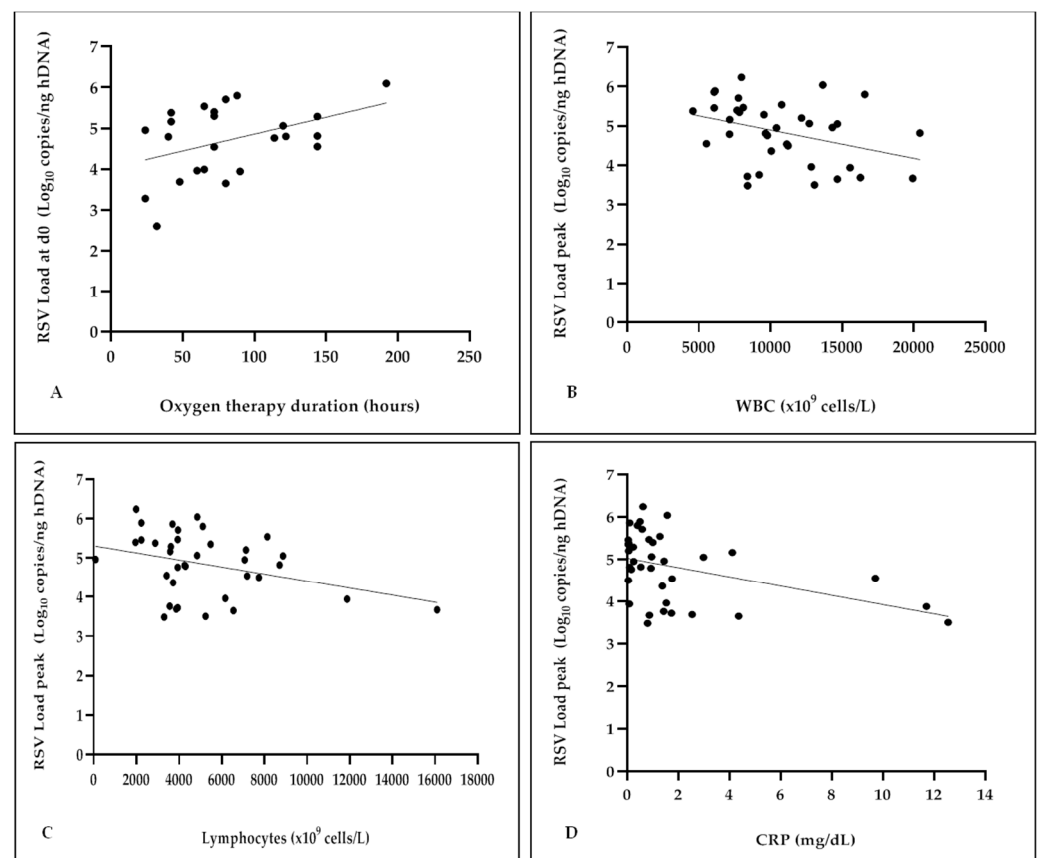 RSV Load at d0 (Log₁₀ copies/ng hDNA)
7
6
5
4
3
2
1
0
0 50 100 150 200 250
A
Oxygen therapy duration (hours)
RSV Load peak (Log₁₀ copies/ng hDNA)
7
6
5
4
3
2
1
0
0 5000 10000 15000 20000 25000
B
WBC (x10⁹ cells/L)
RSV Load peak (Log₁₀ copies/ng hDNA)
7
6
5
4
3
2
1
0
0 2000 4000 6000 8000 10000 12000 14000 16000 18000
C
Lymphocytes (x10⁹ cells/L)
RSV Load peak (Log₁₀ copies/ng hDNA)
7
6
5
4
3
2
1
0
0 2 4 6 8 10 12 14
D
CRP (mg/dL)